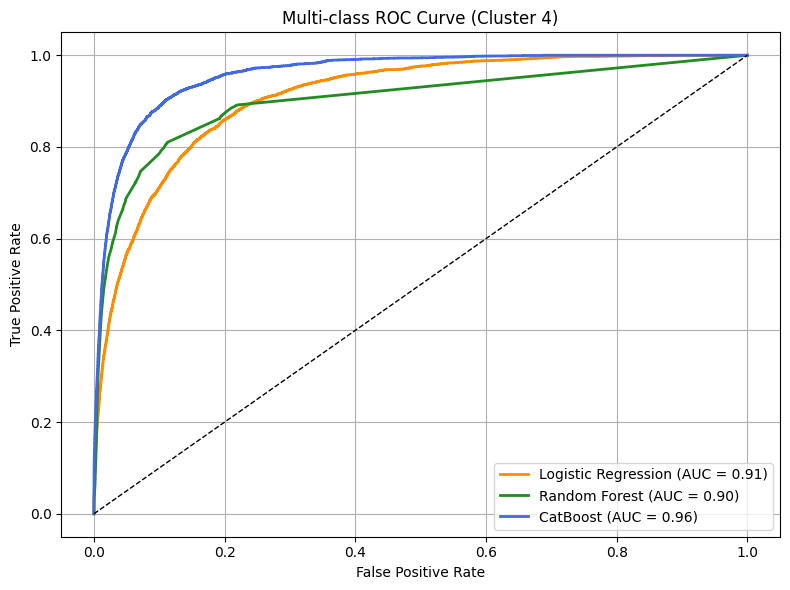 Multi-class ROC Curve (Cluster 4)
True Positive Rate
1.0
0.8
0.6
0.4
0.2
0.0
0.0 0.2 0.4 0.6 0.8 1.0
False Positive Rate
Logistic Regression (AUC = 0.91)
Random Forest (AUC = 0.90)
CatBoost (AUC = 0.96)